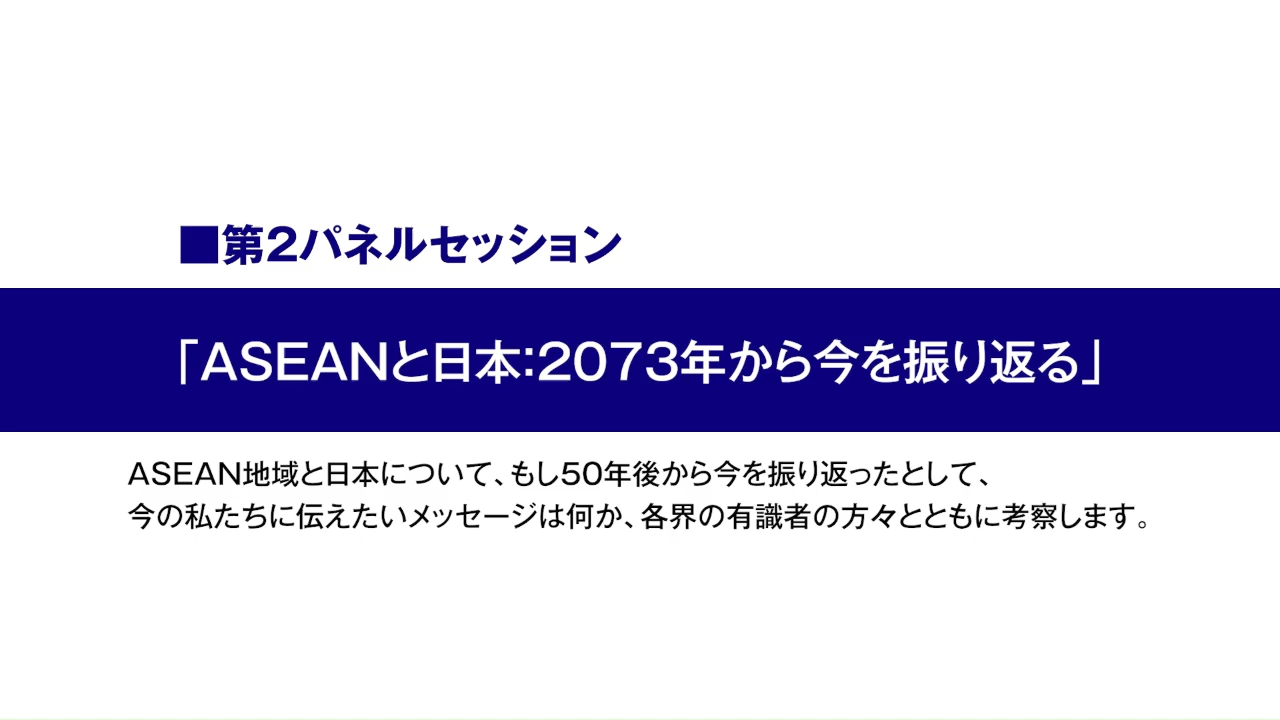 ■第2パネルセッション
「ASEANと日本：2073年から今を振り返る」
ASEAN地域と日本について、もし50年後から今を振り返ったとして、
今の私たちに伝えたいメッセージは何か、各界の有識者の方々とともに考察します。